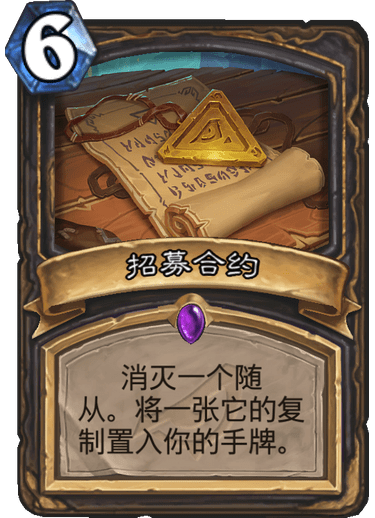 6
招募合约
消灭一个随
从。将一张它的复
制置入你的手牌。